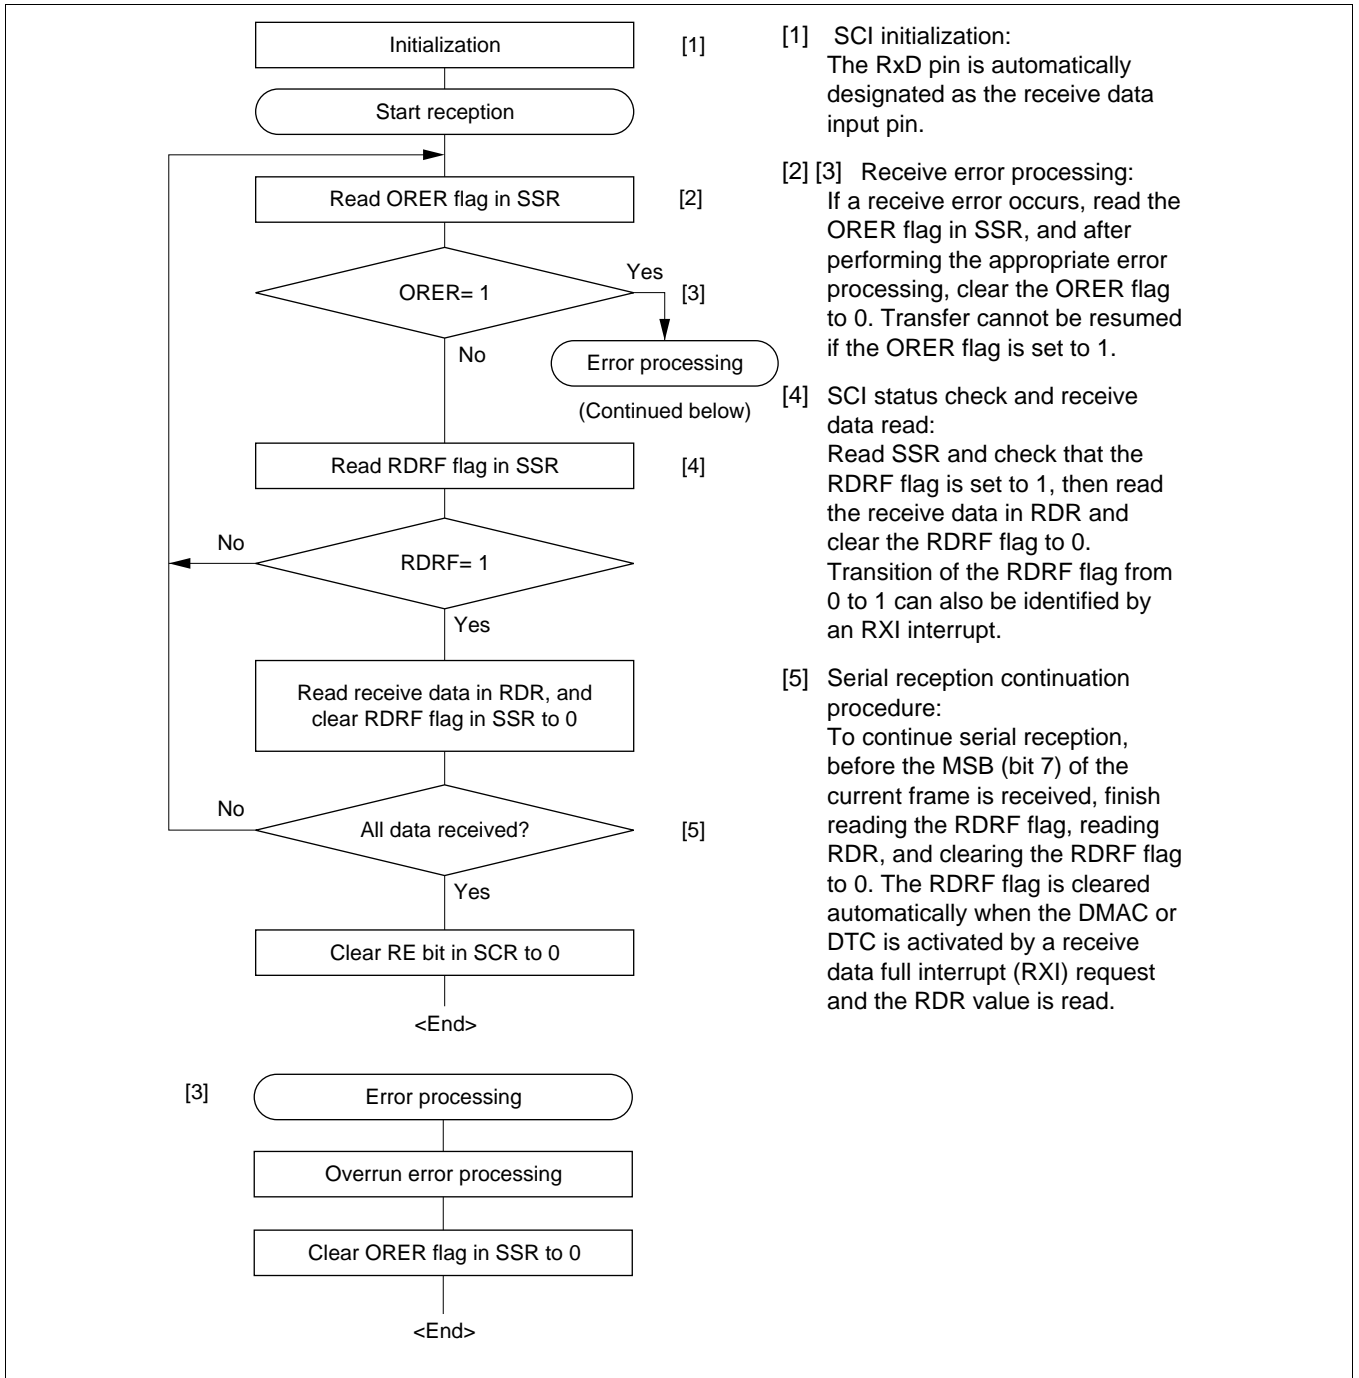 Initialization
[1]
Start reception
Read ORER flag in SSR
[2]
ORER= 1
Yes
[3]
No
Error processing
(Continued below)
Read RDRF flag in SSR
[4]
No
RDRF= 1
Yes
Read receive data in RDR, and
clear RDRF flag in SSR to 0
No
All data received?
[5]
Yes
Clear RE bit in SCR to 0
<End>
[3]
Error processing
Overrun error processing
Clear ORER flag in SSR to 0
<End>
[1] SCI initialization:
The RxD pin is automatically
designated as the receive data
input pin.
[2] [3] Receive error processing:
If a receive error occurs, read the
ORER flag in SSR, and after
performing the appropriate error
processing, clear the ORER flag
to 0. Transfer cannot be resumed
if the ORER flag is set to 1.
[4] SCI status check and receive
data read:
Read SSR and check that the
RDRF flag is set to 1, then read
the receive data in RDR and
clear the RDRF flag to 0.
Transition of the RDRF flag from
0 to 1 can also be identified by
an RXI interrupt.
[5] Serial reception continuation
procedure:
To continue serial reception,
before the MSB (bit 7) of the
current frame is received, finish
reading the RDRF flag, reading
RDR, and clearing the RDRF flag
to 0. The RDRF flag is cleared
automatically when the DMAC or
DTC is activated by a receive
data full interrupt (RXI) request
and the RDR value is read.